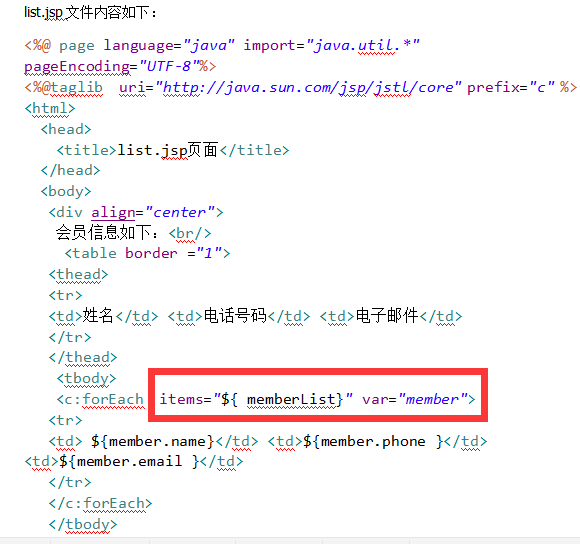 list.jsp 文件内容如下：
<%@ page language="java" import="java.util.*"
pageEncoding="UTF-8"%>
<%@taglib  uri="http://java.sun.com/jsp/jstl/core" prefix="c" %>
<html>
<head>
<title>list.jsp页面</title>
</head>
<body>
<div align="center">
会员信息如下：<br/>
<table border ="1">
<thead>
<tr>
<td>姓名</td> <td>电话号码</td> <td>电子邮件</td>
</tr>
</thead>
<tbody>
<c:forEach items="${ memberList}" var="member">
<tr>
<td> ${member.name}</td> <td>${member.phone }</td>
<td>${member.email }</td>
</tr>
</c:forEach>
</tbody>